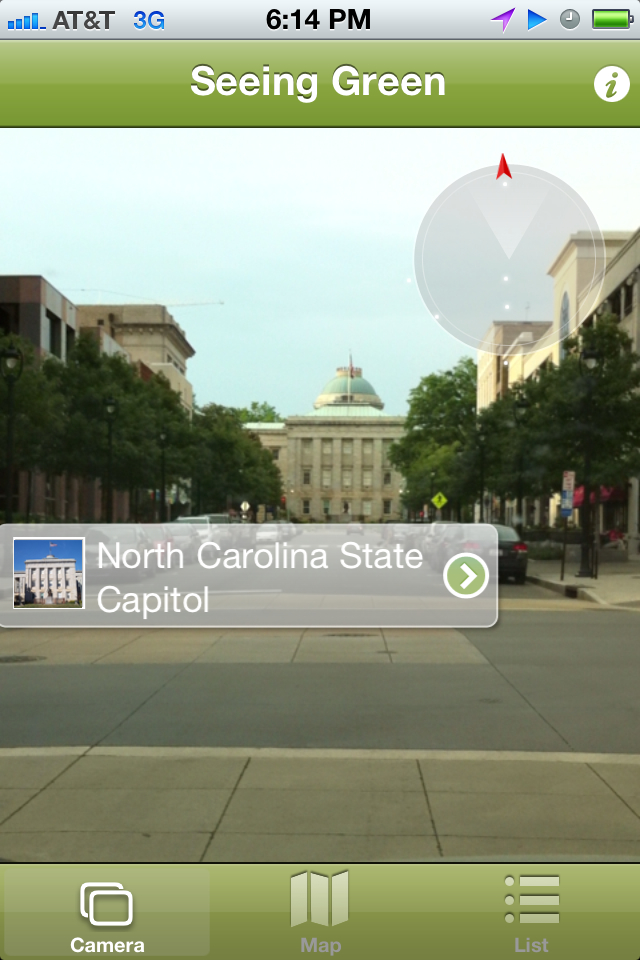 AT&T 3G 6:14 PM
Seeing Green
North Carolina State
Capitol
Camera Map List